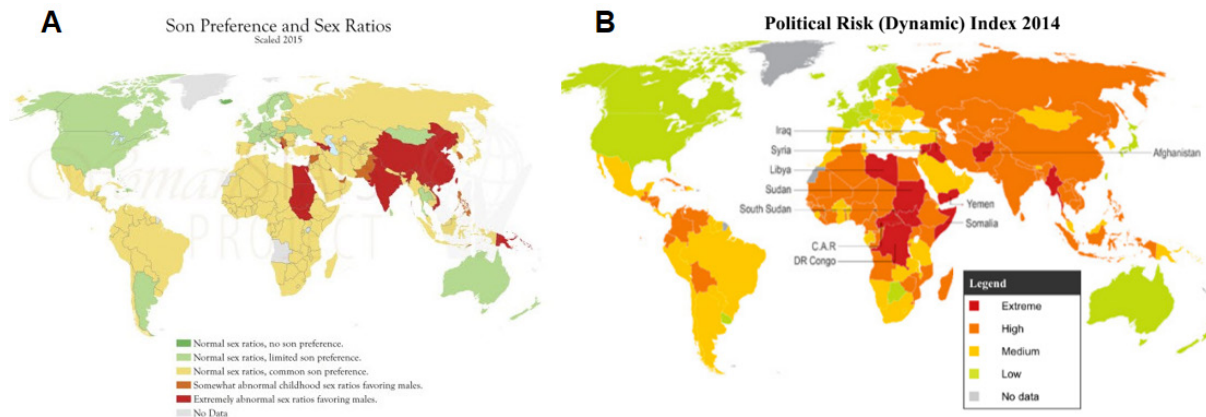 A
Son Preference and Sex Ratios
Scaled 2015
PROJECT
Normal sex ratios, no son preference.
Normal sex ratios, limited son preference.
Normal sex ratios, common son preference.
Somewhat abnormal childhood sex ratios favoring males.
Extremely abnormal sex ratios favoring males.
No Data
B
Political Risk (Dynamic) Index 2014
Iraq
Syria
Libya
Sudan
South Sudan
C.A.R
DR Congo
Afghanistan
Yemen
Somalia
Legend
Extreme
High
Medium
Low
No data